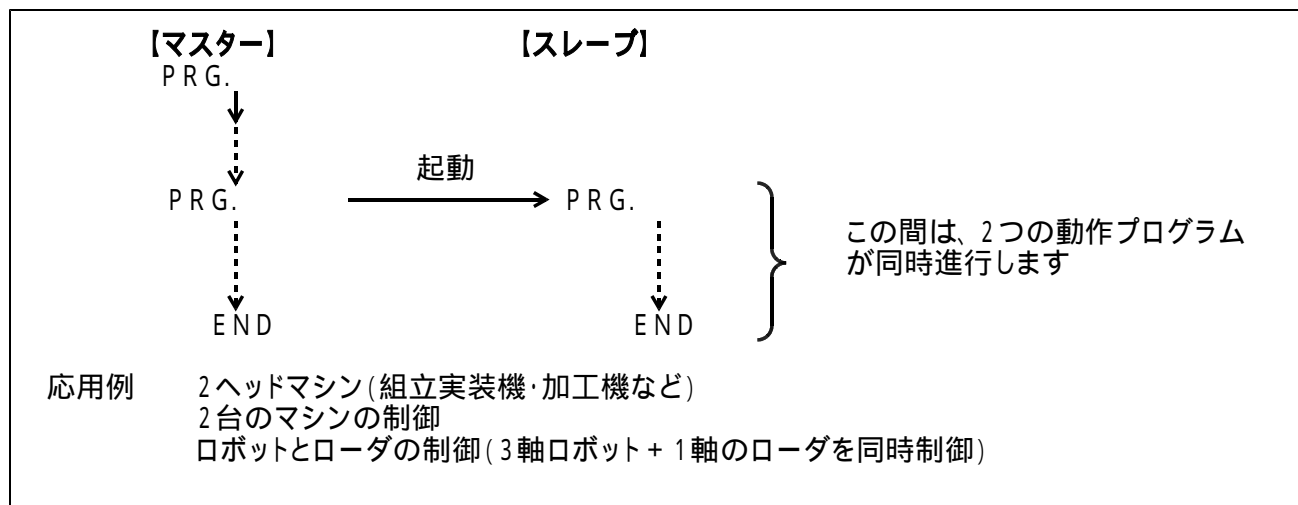 【マスター】 【スレーブ】
PRG.
起動
PRG. PRG.
この間は、2つの動作プログラム
が同時進行します
END END
応用例 2ヘッドマシン(組立実装機・加工機など)
2台のマシンの制御
ロボットとローダの制御(3軸ロボット+1軸のローダを同時制御)